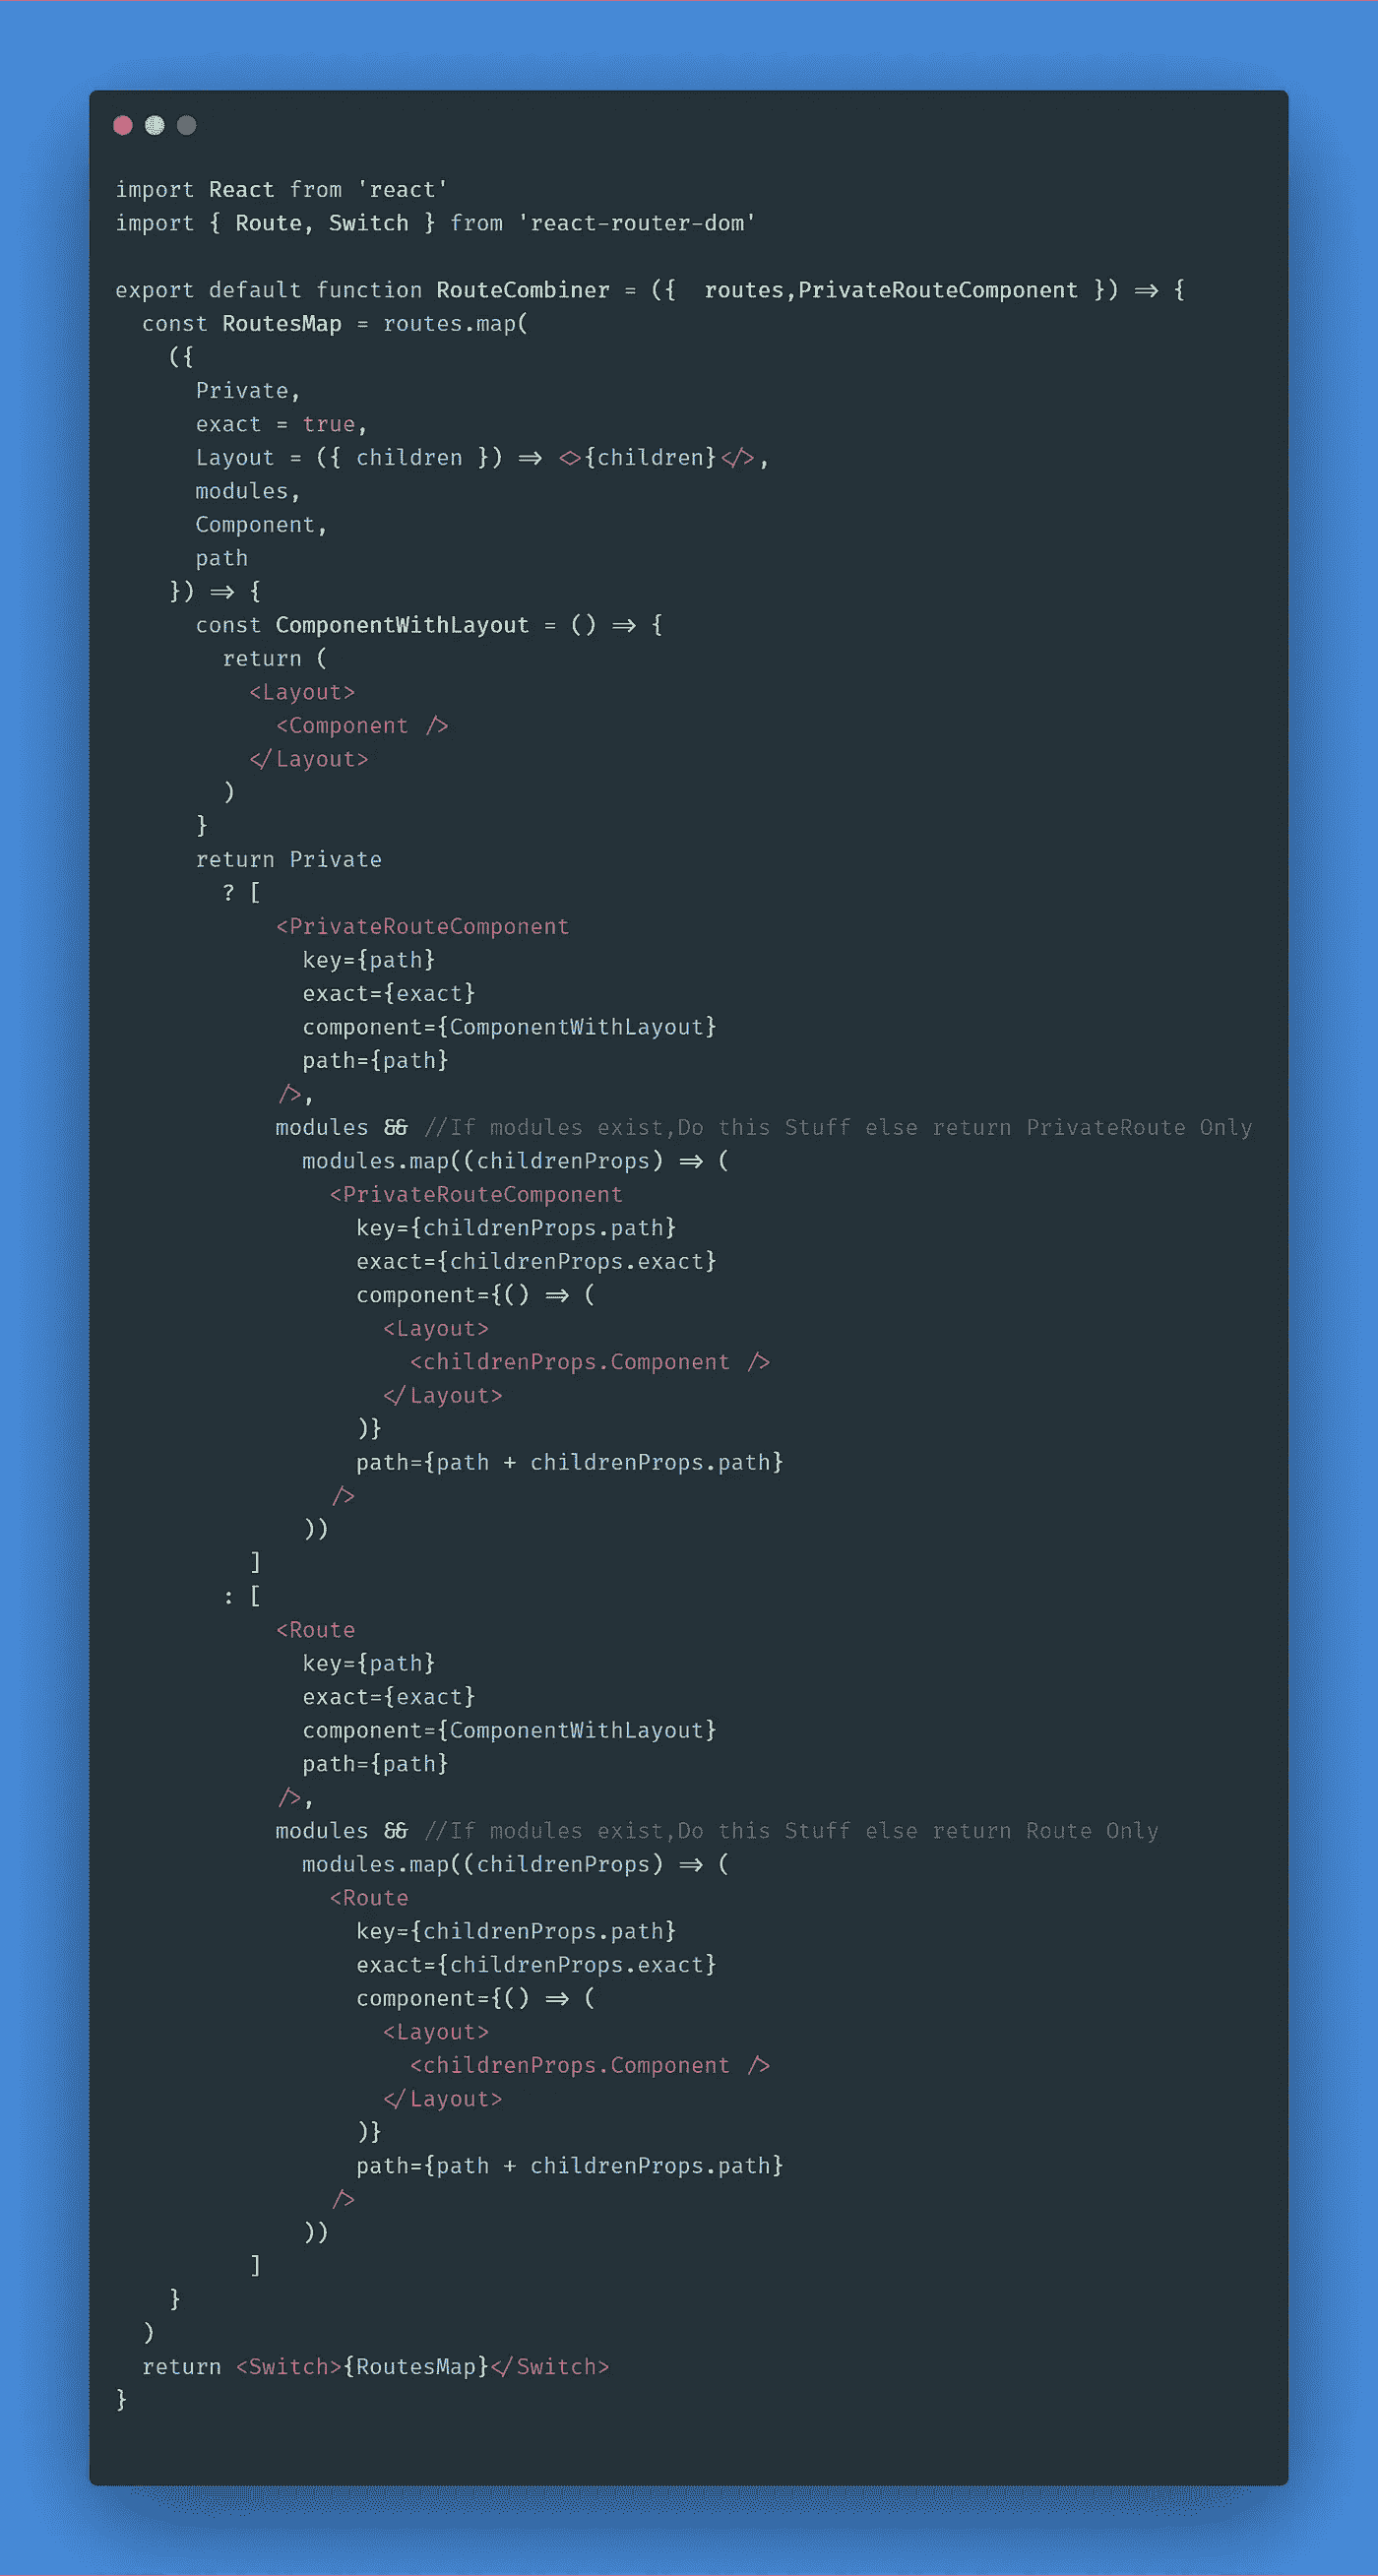 import React from 'react'
import { Route, Switch } from 'react-router-dom'

export default function RouteCombiner = ({  routes,PrivateRouteComponent }) => {
  const RoutesMap = routes.map(
    ({
      Private,
      exact = true,
      Layout = ({ children }) => <>{children}</>,
      modules,
      Component,
      path
    }) => {
      const ComponentWithLayout = () => {
        return (
          <Layout>
            <Component />
          </Layout>
        )
      }
      return Private
        ? [
            <PrivateRouteComponent
              key={path}
              exact={exact}
              component={ComponentWithLayout}
              path={path}
            />,
            modules && //If modules exist,Do this Stuff else return PrivateRoute Only
              modules.map((childrenProps) => (
                <PrivateRouteComponent
                  key={childrenProps.path}
                  exact={childrenProps.exact}
                  component={() => (
                    <Layout>
                      <childrenProps.Component />
                    </Layout>
                  )}
                  path={path + childrenProps.path}
                />
              ))
          ]
        : [
            <Route
              key={path}
              exact={exact}
              component={ComponentWithLayout}
              path={path}
            />,
            modules && //If modules exist,Do this Stuff else return Route Only
              modules.map((childrenProps) => (
                <Route
                  key={childrenProps.path}
                  exact={childrenProps.exact}
                  component={() => (
                    <Layout>
                      <childrenProps.Component />
                    </Layout>
                  )}
                  path={path + childrenProps.path}
                />
              ))
          ]
    }
  )
  return <Switch>{RoutesMap}</Switch>
}